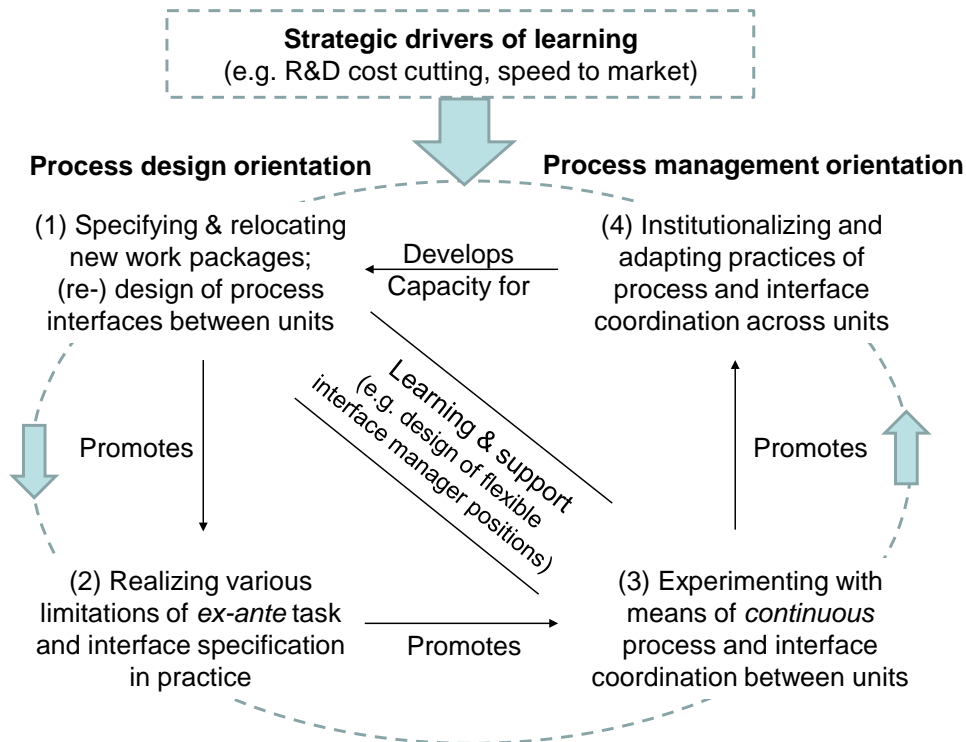 Strategic drivers of learning
(e.g. R&D cost cutting, speed to market)
Process design orientation
Process management orientation
(1) Specifying & relocating
new work packages;
(re-) design of process
interfaces between units
Develops
Capacity for
(4) Institutionalizing and
adapting practices of
process and interface
coordination across units
Learning & support
(e.g. design of flexible
interface manager positions)
Promotes
Promotes
(2) Realizing various
limitations of ex-ante task
and interface specification
in practice
Promotes
(3) Experimenting with
means of continuous
process and interface
coordination between units